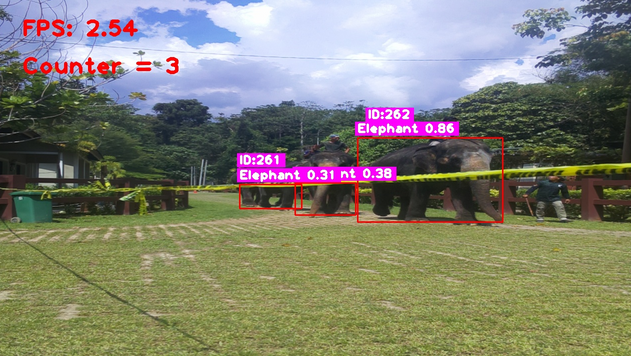 FPS: 2.54
Counter = 3
ID:262
Elephant 0.86
ID:261
Elephant 0.31
nt 0.38